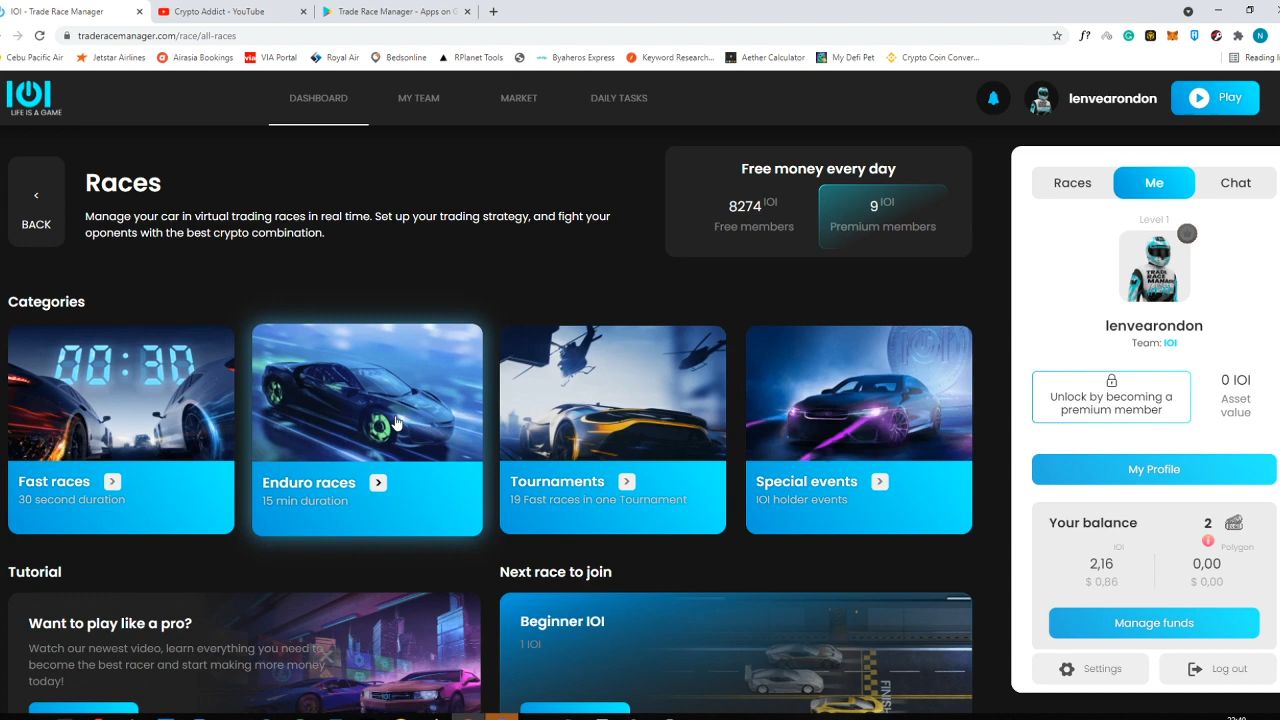 IOI - Trade Race Manager
Crypto Addict - YouTube
Trade Race Manager - Apps on G
traderacemanager.com/race/all-races
Cebu Pacific Air
Jetstar Airlines
Airasia Bookings
VIA Portal
Royal Air
Bedsonline
RPlanet Tools
Byaheros Express
Keyword Research...
Aether Calculator
My Defi Pet
Crypto Coin Conver...
Reading li
IOI
LIFE IS A GAME
DASHBOARD
MY TEAM
MARKET
DAILY TASKS
lenvearondon
Play
<
BACK
Races
Manage your car in virtual trading races in real time. Set up your trading strategy, and fight your
oponents with the best crypto combination.
Free money every day
8274 IOI
Free members
9 IOI
Premium members
Categories
00:30
Fast races >
30 second duration
Enduro races >
15 min duration
Tournaments >
19 Fast races in one Tournament
Special events >
IOI holder events
Tutorial
Want to play like a pro?
Watch our newest video, learn everything you need to
become the best racer and start making more money
today!
Next race to join
Beginner IOI
1 IOI
FINIS
Races
Me
Chat
Level 1
TRADE
RACE
MANAGER
lenvearondon
Team: IOI
Unlock by becoming a
premium member
0 IOI
Asset
value
My Profile
Your balance
2
IOI
2,16
$ 0,86
Polygon
0,00
$ 0,00
Manage funds
Settings
Log out